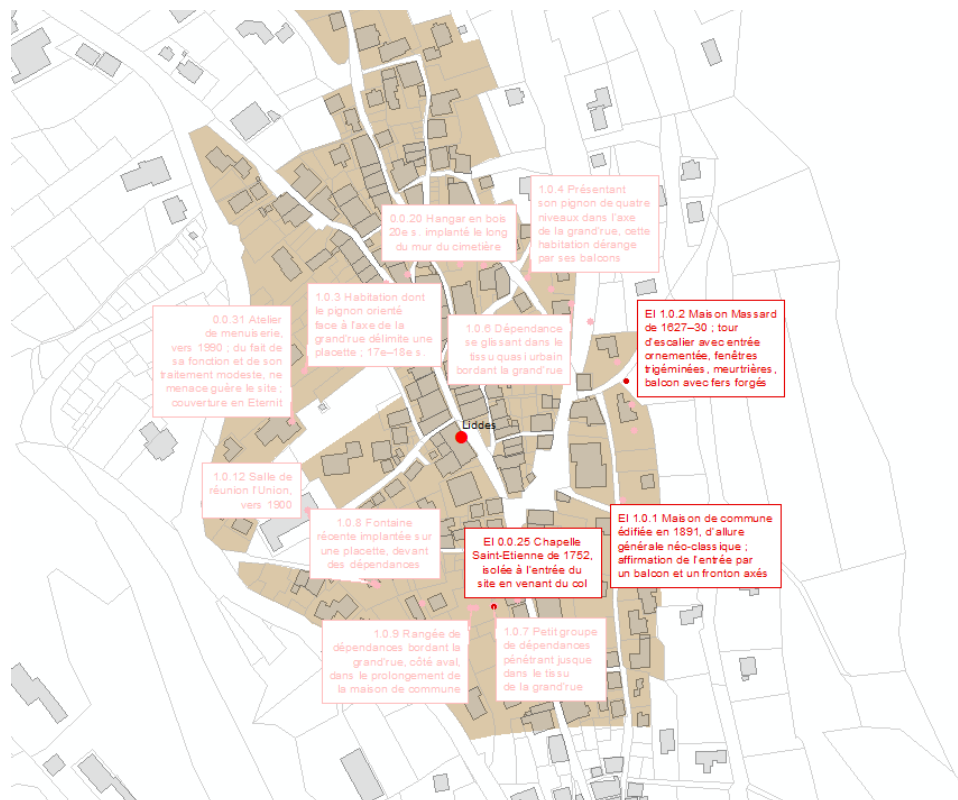 1.0.4 Présentant
son pignon de quatre
niveaux dans l'axe
de la grand'rue, cette
habitation dérange
par ses balcons
0.0.20 Hangar en bois
20e s. implanté le long
du mur du cimetière
1.0.3 Habitation dont
le pignon orienté
face à l'axe de la
grand'rue délimite une
placette ; 17e–18e s.
0.0.31 Atelier
de menuiserie,
vers 1990 ; du fait de
sa fonction et de son
traitement modeste, ne
menace guère le site ;
couverture en Eternit
1.0.6 Dépendance
se glissant dans le
tissu quasi urbain
bordant la grand'rue
EI 1.0.2 Maison Massard
de 1627–30 ; tour
d'escalier avec entrée
ornementée, fenêtres
trigéminées, meurtrières,
balcon avec fers forgés
Liddes
1.0.12 Salle de
réunion l'Union,
vers 1900
1.0.8 Fontaine
récente implantée sur
une placette, devant
des dépendances
EI 0.0.25 Chapelle
Saint-Etienne de 1752,
isolée à l'entrée du
site en venant du col
EI 1.0.1 Maison de commune
édifiée en 1891, d'allure
générale néo-classique ;
affirmation de l'entrée par
un balcon et un fronton axés
1.0.9 Rangée de
dépendances bordant la
grand'rue, côté aval,
dans le prolongement de
la maison de commune
1.0.7 Petit groupe
de dépendances
pénétrant jusque
dans le tissu
de la grand'rue